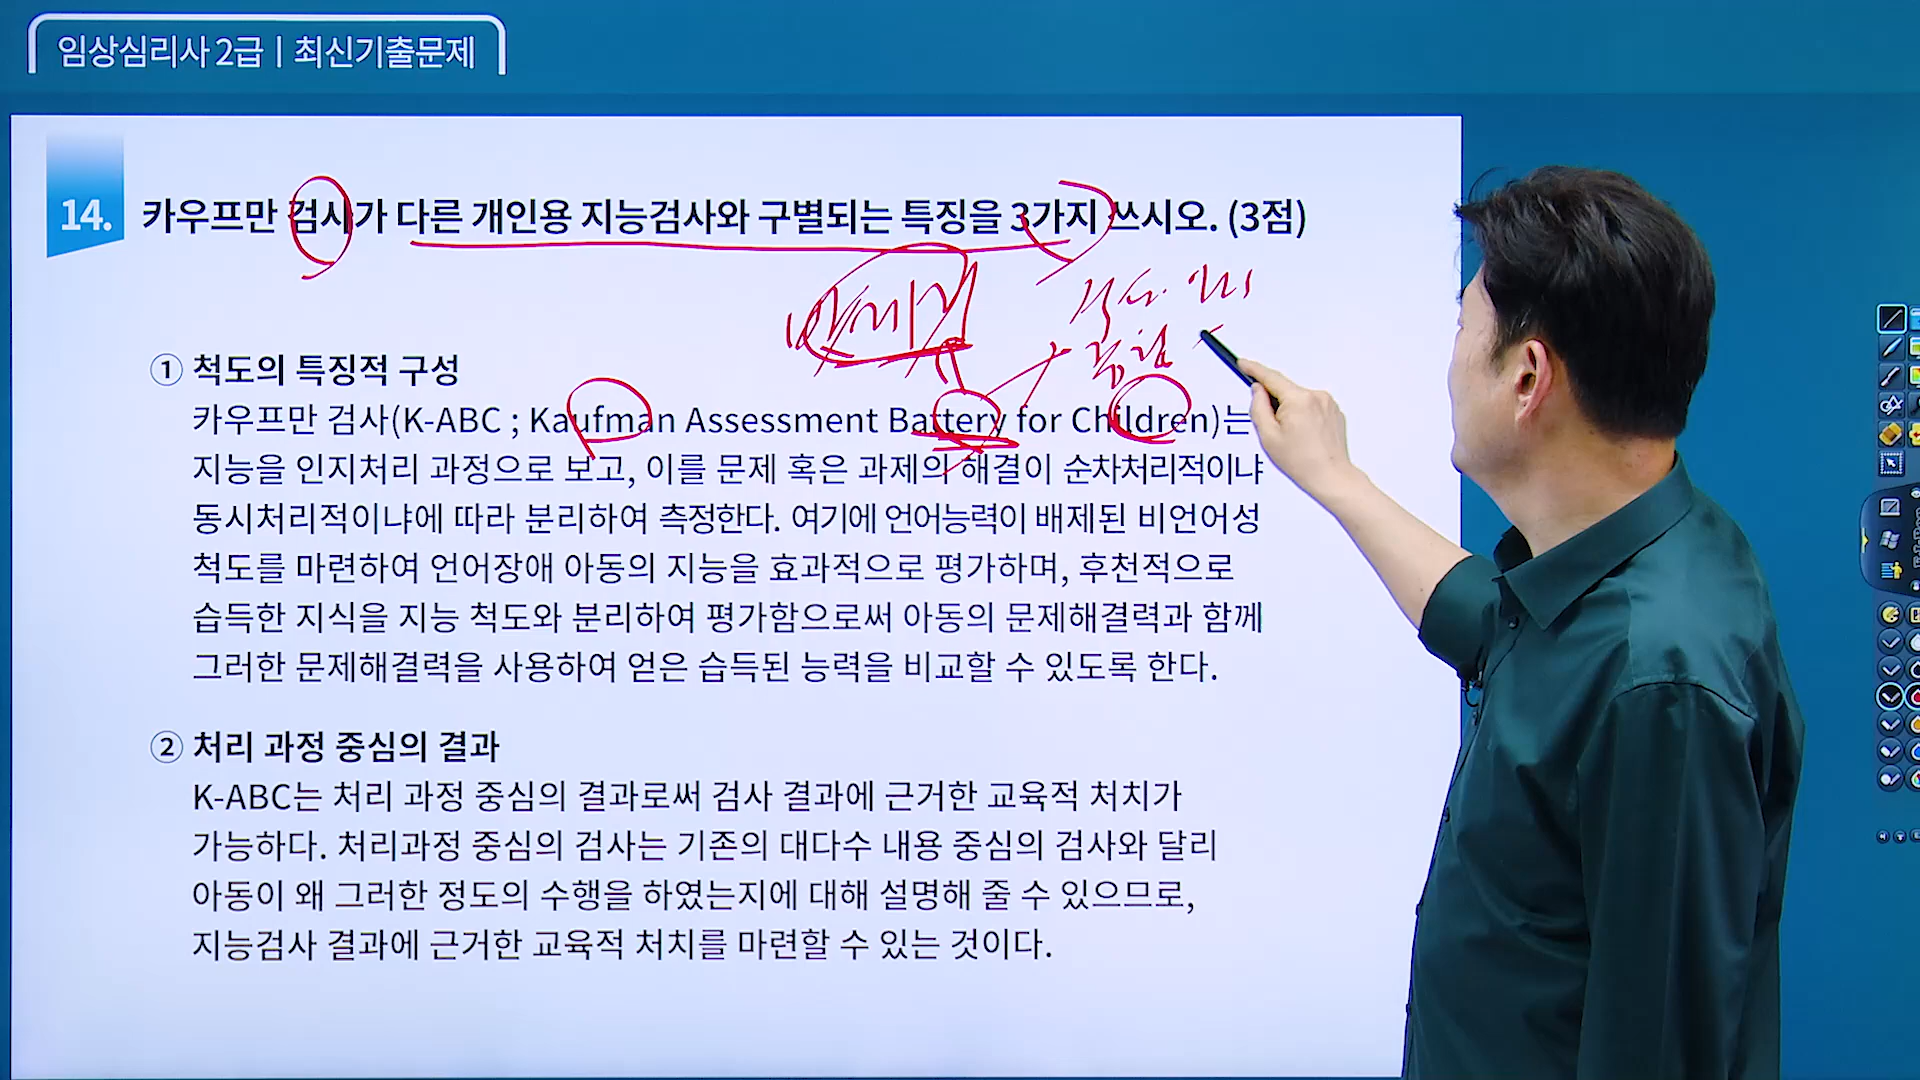 임상심리사 2급 | 최신기출문제
14. 카우프만 검사가 다른 개인용 지능검사와 구별되는 특징을 3가지 쓰시오. (3점)
① 척도의 특징적 구성
카우프만 검사(K-ABC ; Kaufman Assessment Battery for Children)는
지능을 인지처리 과정으로 보고, 이를 문제 혹은 과제의 해결이 순차처리적이냐
동시처리적이냐에 따라 분리하여 측정한다. 여기에 언어능력이 배제된 비언어성
척도를 마련하여 언어장애 아동의 지능을 효과적으로 평가하며, 후천적으로
습득한 지식을 지능 척도와 분리하여 평가함으로써 아동의 문제해결력과 함께
그러한 문제해결력을 사용하여 얻은 습득된 능력을 비교할 수 있도록 한다.
② 처리 과정 중심의 결과
K-ABC는 처리 과정 중심의 결과로써 검사 결과에 근거한 교육적 처치가
가능하다. 처리과정 중심의 검사는 기존의 대다수 내용 중심의 검사와 달리
아동이 왜 그러한 정도의 수행을 하였는지에 대해 설명해 줄 수 있으므로,
지능검사 결과에 근거한 교육적 처치를 마련할 수 있는 것이다.